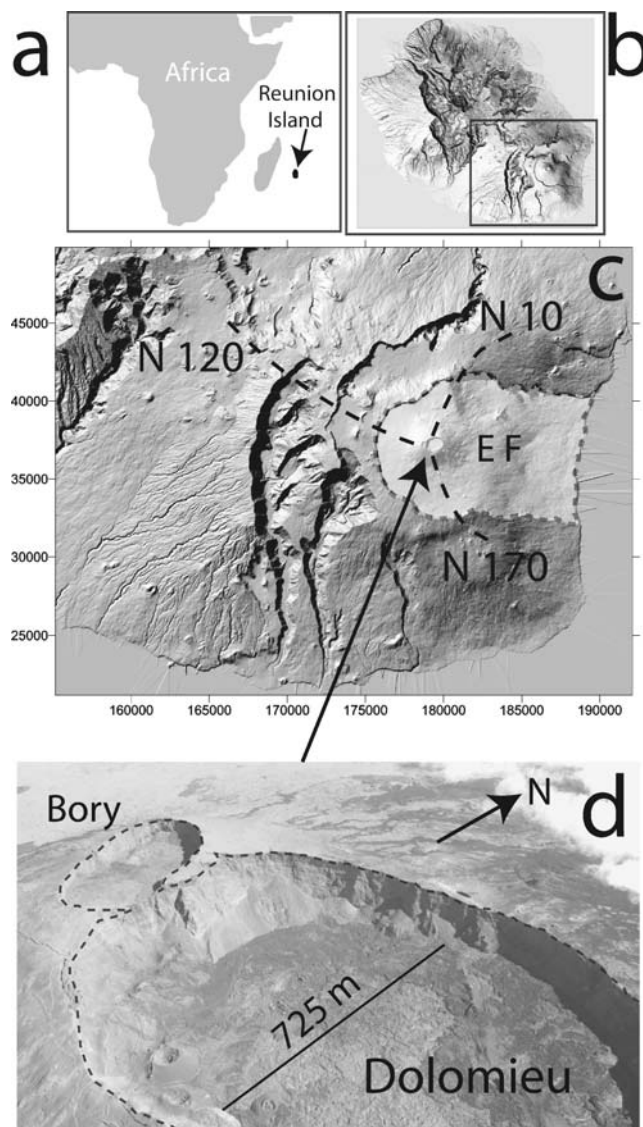 a
Africa
Reunion
Island
b
c
45000
40000
35000
30000
25000
N 120
N 10
E F
N 170
160000
165000
170000
175000
180000
185000
190000
d
Bory
N
725 m
Dolomieu